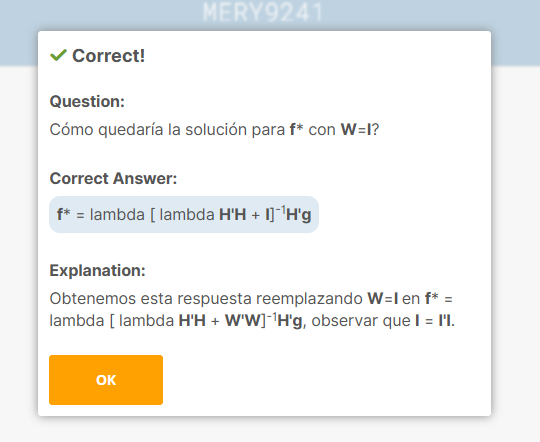 MERY9241
Correct!
Question:
Cómo quedaría la solución para f* con W=I?
Correct Answer:
f* = lambda [ lambda H'H + I]-1H'g
Explanation:
Obtenemos esta respuesta reemplazando W=I en f* =
lambda [ lambda H'H + W'W]-1H'g, observar que I = I'I.
OK